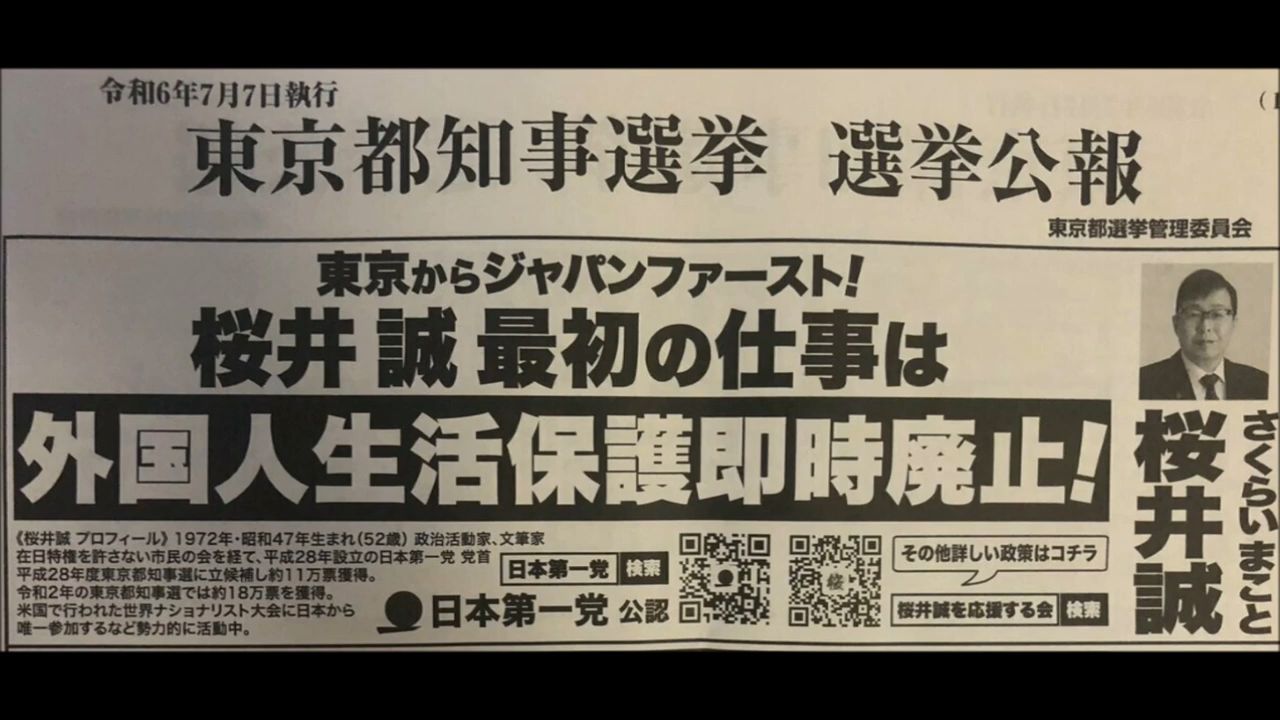 令和6年7月7日執行
東京都知事選挙 選挙公報
東京都選挙管理委員会
東京からジャパンファースト!
桜井 誠 最初の仕事は
外国人生活保護即時廃止!
《桜井誠 プロフィール》1972年・昭和47年生まれ(52歳) 政治活動家、文筆家
在日特権を許さない市民の会を経て、平成28年設立の日本第一党 党首
平成28年度東京都知事選に立候補し約11万票獲得。
令和2年の東京都知事選では約18万票を獲得。
米国で行われた世界ナショナリスト大会に日本から
唯一参加するなど勢力的に活動中。
日本第一党 検索
日本第一党 公認
その他詳しい政策はコチラ
桜井誠を応援する会 検索
さくらいまこと
桜井誠